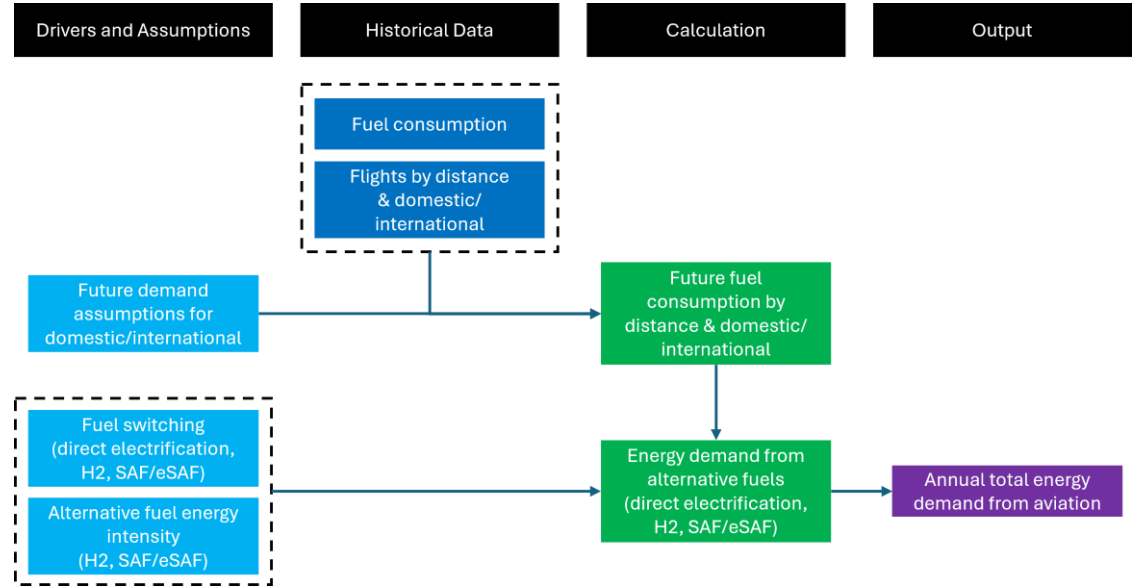 Drivers and Assumptions
Historical Data
Calculation
Output
Fuel consumption
Flights by distance
& domestic/
international
Future demand
assumptions for
domestic/international
Future fuel
consumption by
distance & domestic/
international
Fuel switching
(direct electrification,
H2, SAF/eSAF)
Alternative fuel energy
intensity
(H2, SAF/eSAF)
Energy demand from
alternative fuels
(direct electrification,
H2, SAF/eSAF)
Annual total energy
demand from aviation